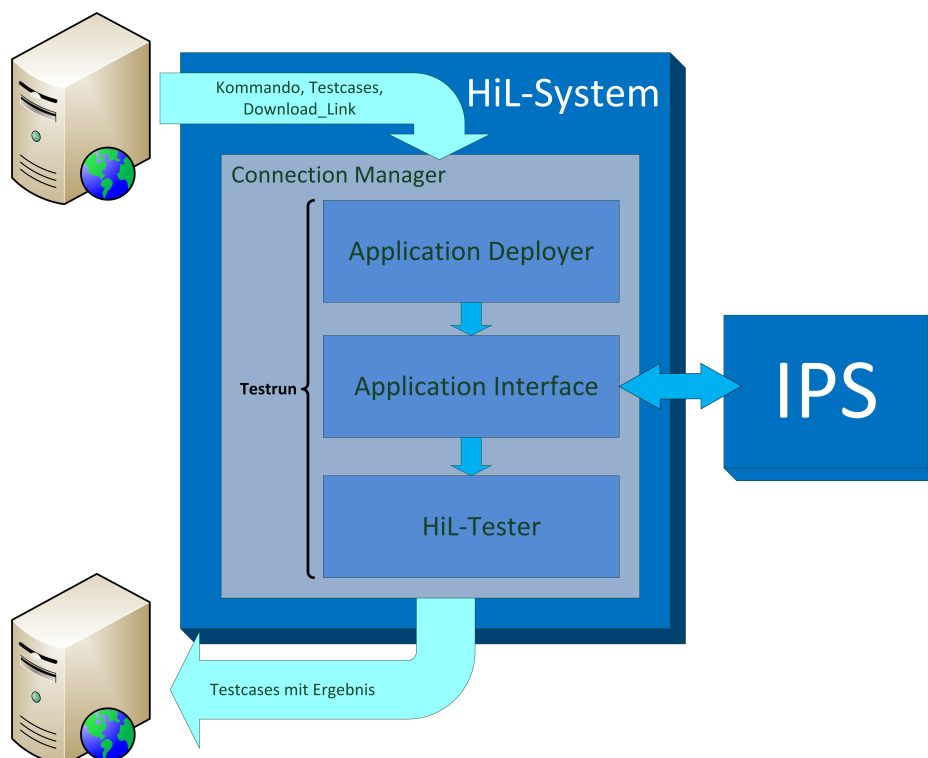 Kommando, Testcases,
Download_Link
HiL-System
Connection Manager
Application Deployer
Testrun
Application Interface
IPS
HiL-Tester
Testcases mit Ergebnis